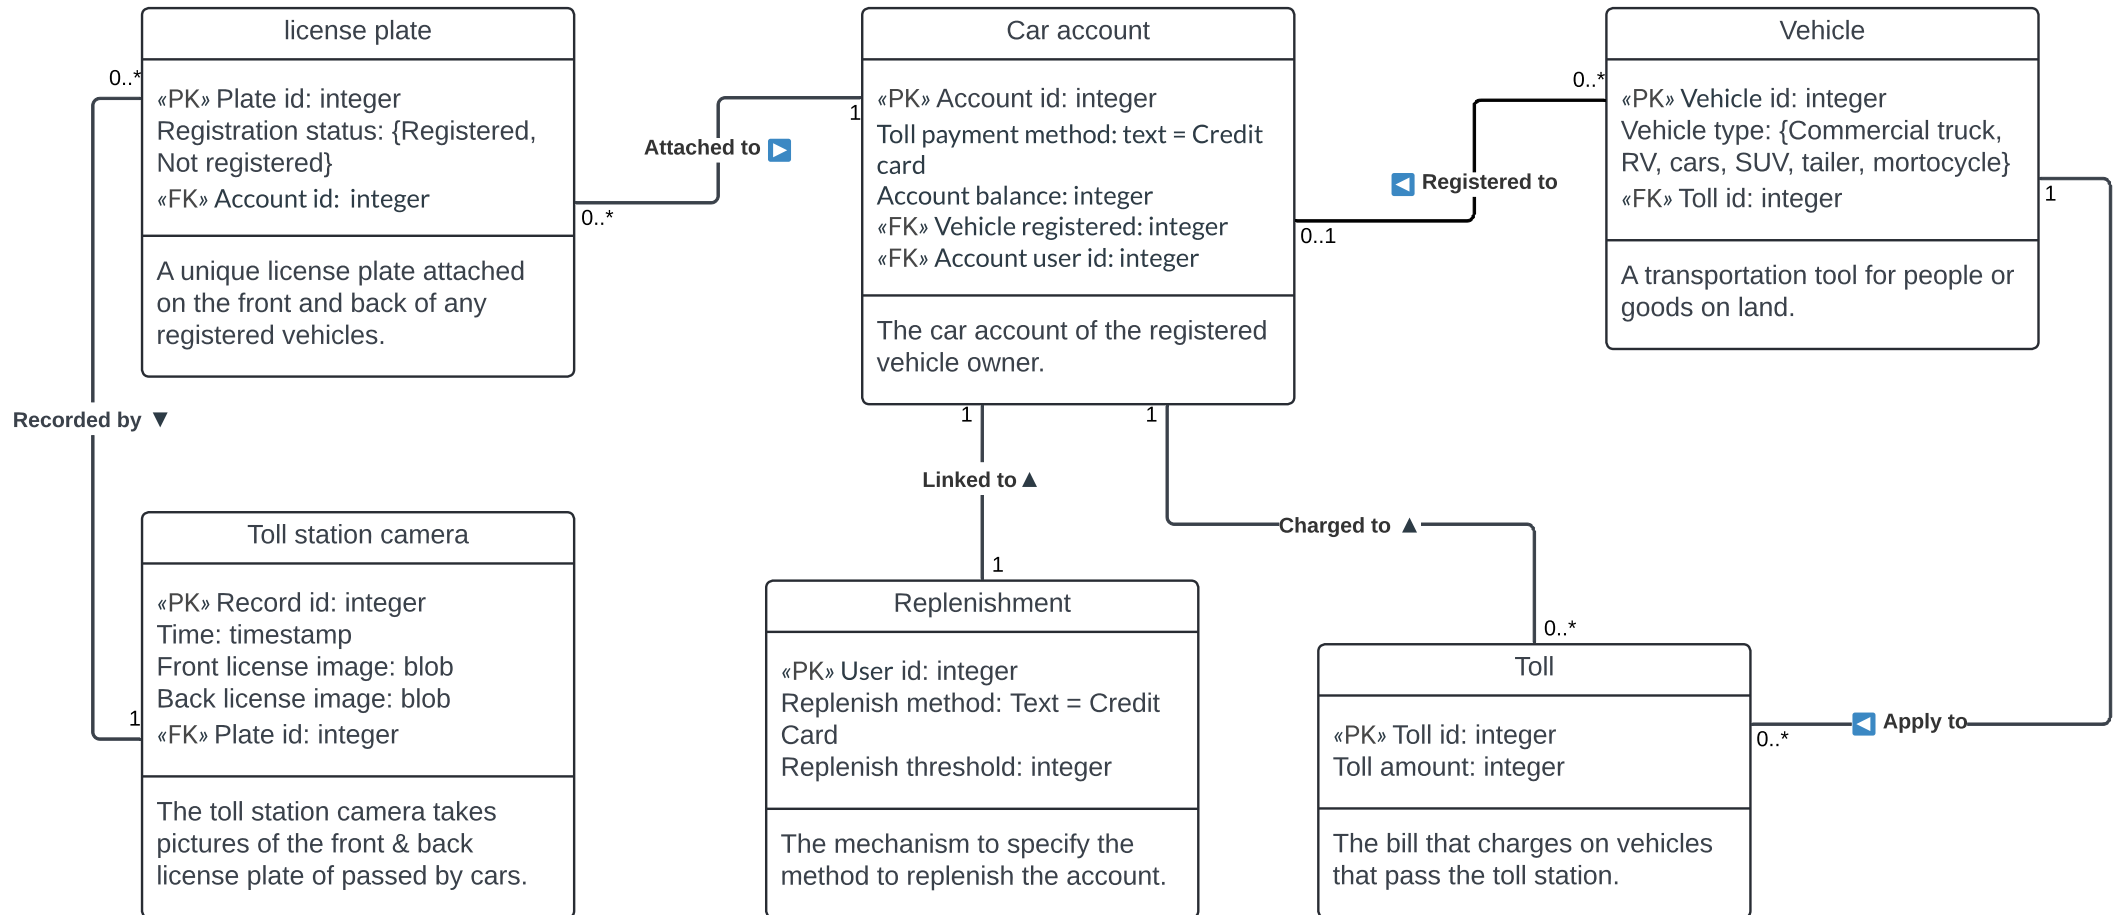 license plate
0..*
«PK» Plate id: integer
Registration status: {Registered,
Not registered}
«FK» Account id:  integer
0..*
A unique license plate attached
on the front and back of any
registered vehicles.
Attached to ▶
Car account
1
«PK» Account id: integer
Toll payment method: text = Credit
card
Account balance: integer
«FK» Vehicle registered: integer
«FK» Account user id: integer
0..1
The car account of the registered
vehicle owner.
1
1
◀ Registered to
Vehicle
0..*
«PK» Vehicle id: integer
Vehicle type: {Commercial truck,
RV, cars, SUV, tailer, mortocycle}
«FK» Toll id: integer
1
A transportation tool for people or
goods on land.
Recorded by ▼
Linked to ▲
Charged to ▲
Toll station camera
«PK» Record id: integer
Time: timestamp
Front license image: blob
Back license image: blob
1
«FK» Plate id: integer
The toll station camera takes
pictures of the front & back
license plate of passed by cars.
1
Replenishment
«PK» User id: integer
Replenish method: Text = Credit
Card
Replenish threshold: integer
The mechanism to specify the
method to replenish the account.
0..*
Toll
«PK» Toll id: integer
Toll amount: integer
0..*
The bill that charges on vehicles
that pass the toll station.
◀ Apply to